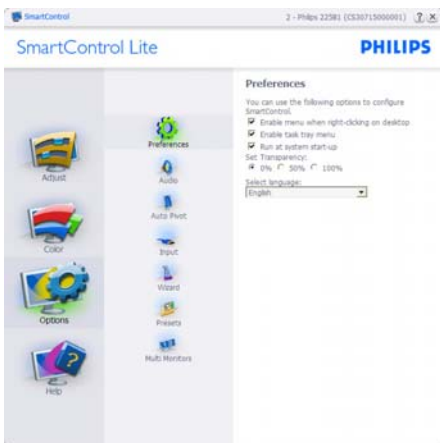 SmartControl
2 - Philips 225B1 (CS30715000001)
SmartControl Lite
PHILIPS
Adjust
Color
Options
Help
Preferences
Audio
Auto Pivot
Input
Wizard
Presets
Multi Monitors
Preferences
You can use the following options to configure
SmartControl.
Enable menu when right-clicking on desktop
Enable task tray menu
Run at system start-up
Set Transparency:
0% 50% 100%
Select language:
English